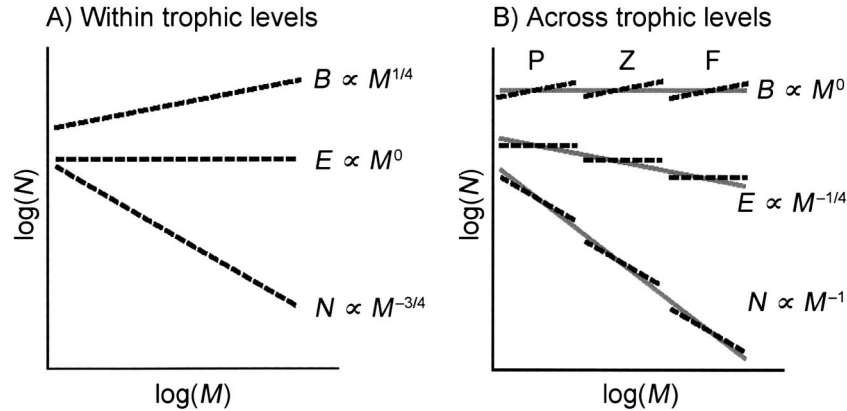 A) Within trophic levels
B ∝ M^1/4
E ∝ M^0
N ∝ M^−3/4
log(N)
log(M)
B) Across trophic levels
P Z F
B ∝ M^0
E ∝ M^−1/4
N ∝ M^−1
log(N)
log(M)